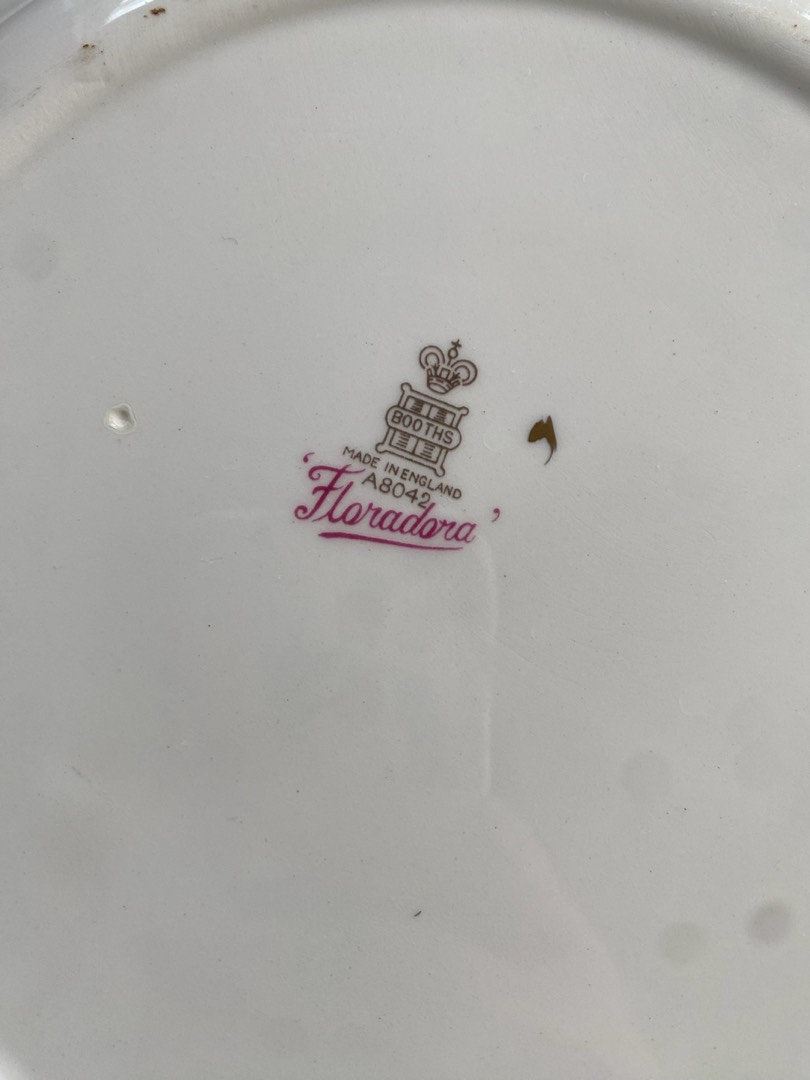 BOOTHS
MADE IN ENGLAND
A8042
'Floradora'